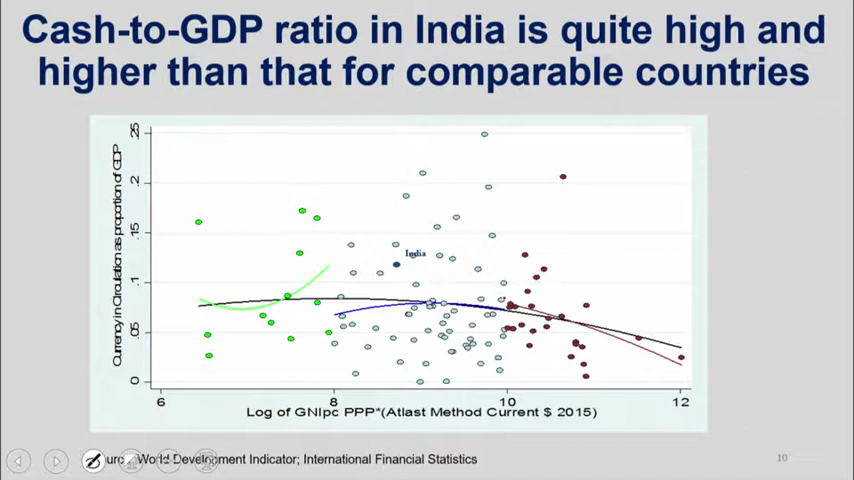 Cash-to-GDP ratio in India is quite high and
higher than that for comparable countries
Currency in Circulation as proportion of GDP
.25
.2
.15
.1
.05
0
India
6
8
10
12
Log of GNIpc PPP*(Atlast Method Current $ 2015)
World Development Indicator; International Financial Statistics
10